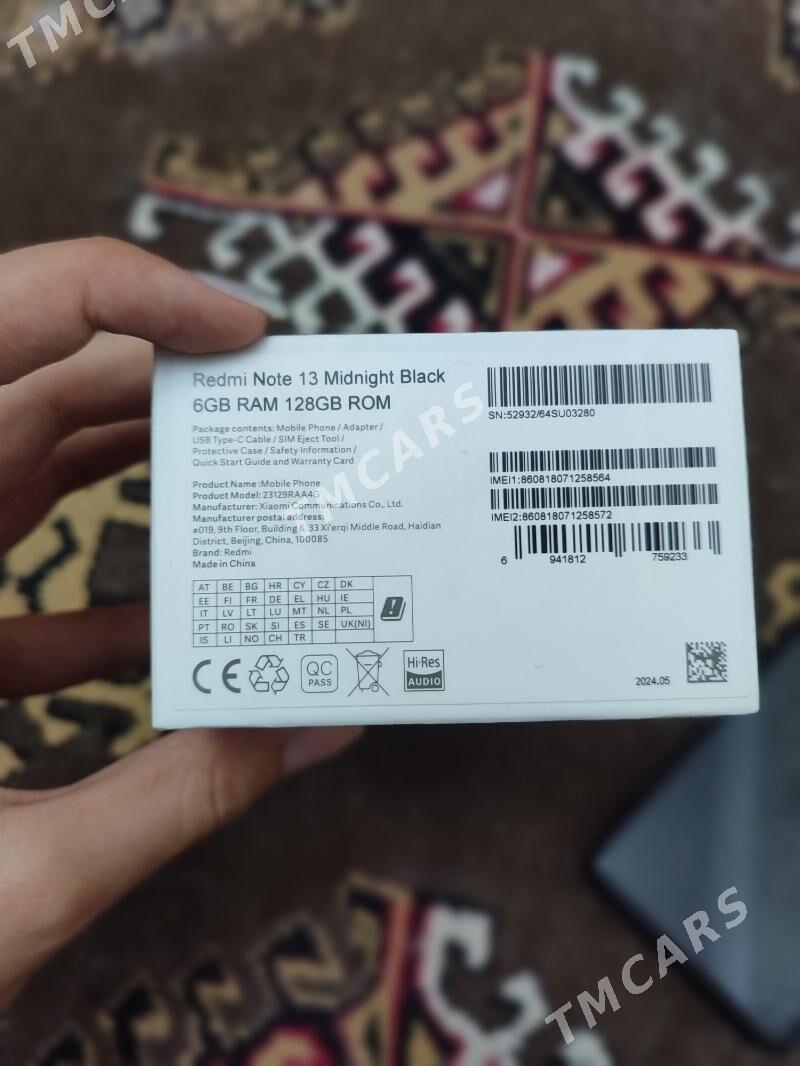 TMCARS
Redmi Note 13 Midnight Black
6GB RAM 128GB ROM
Package contents: Mobile Phone / Adapter /
USB Type-C Cable / SIM Eject Tool /
Protective Case / Safety Information /
Quick Start Guide and Warranty Card
Product Name :Mobile Phone
Product Model: 23129RAA4G
Manufacturer: Xiaomi Communications Co., Ltd.
Manufacturer postal address:
#019, 9th Floor, Building 6, 33 Xi'erqi Middle Road, Haidian
District, Beijing, China, 100085
Brand: Redmi
Made in China
SN:52932/64SU03280
IMEI1:860818071258564
IMEI2:860818071258572
6 941812 759233
TMCARS
AT BE BG HR CY CZ DK
EE FI FR DE EL HU IE
IT LV LT LU MT NL PL
PT RO SK SI ES SE UK(NI)
IS LI NO CH TR
CE
QC
PASS
Hi-Res
AUDIO
2024.05
TMCARS